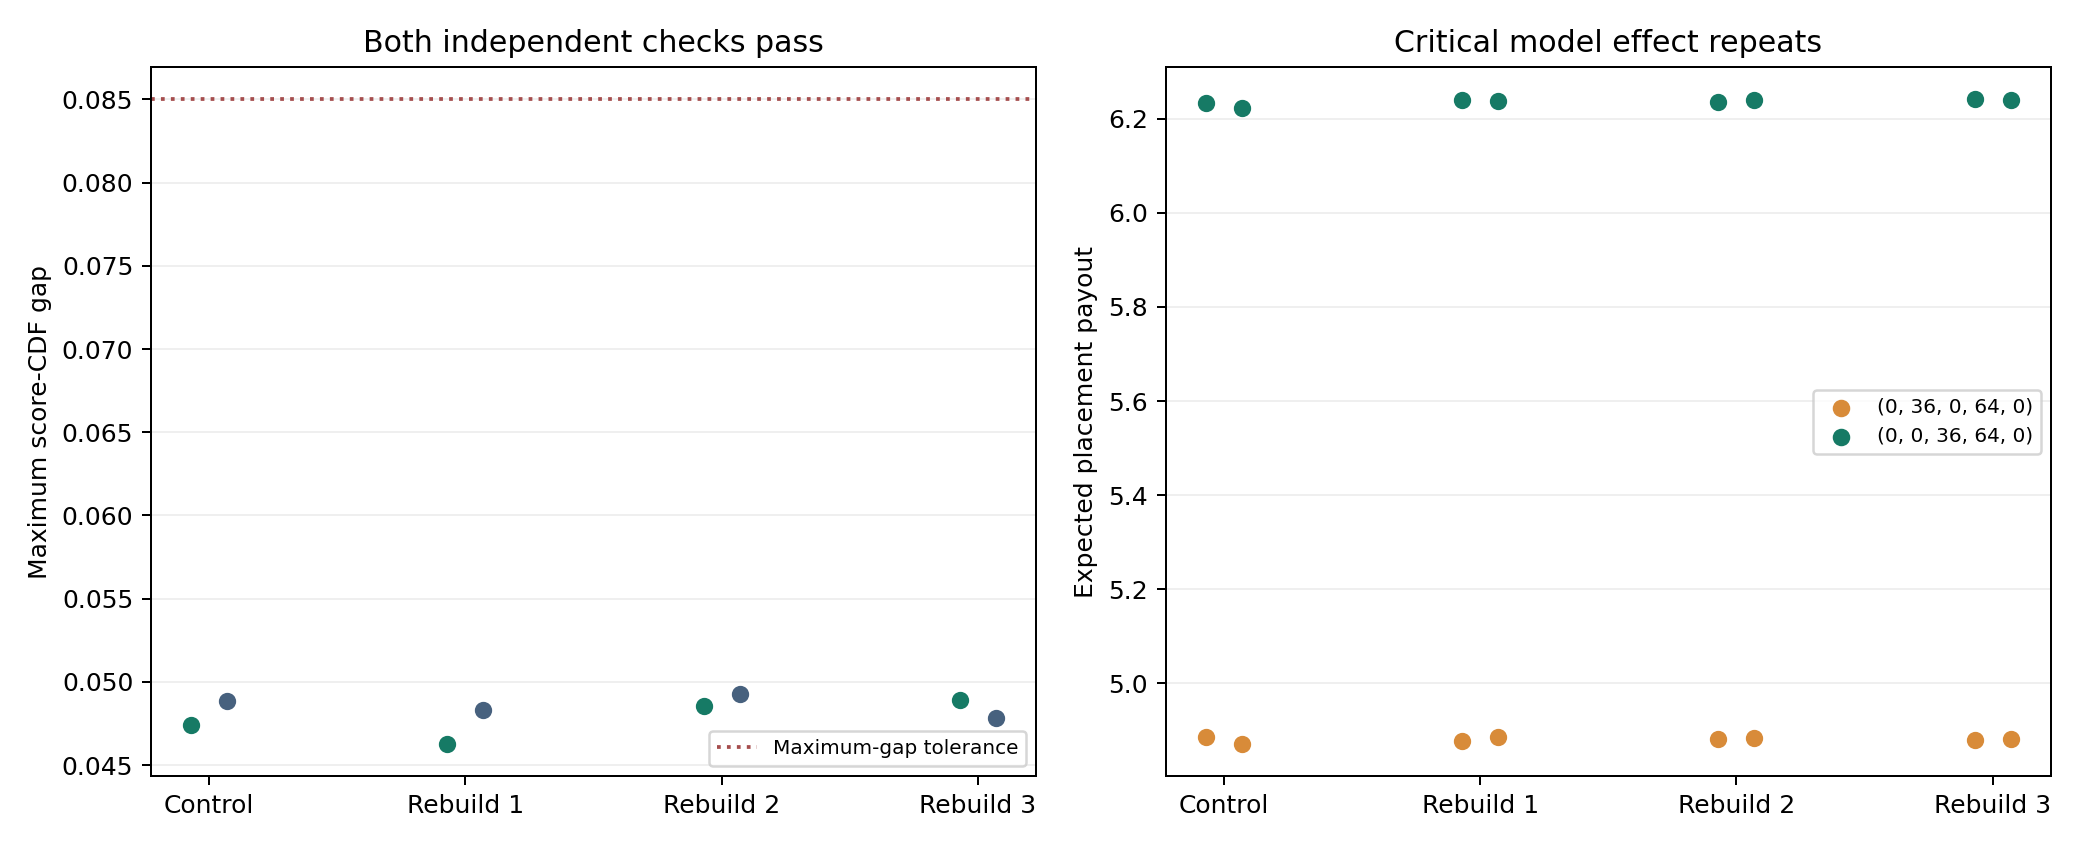 Both independent checks pass
Maximum score-CDF gap
0.085
0.080
0.075
0.070
0.065
0.060
0.055
0.050
0.045
Maximum-gap tolerance
Control
Rebuild 1
Rebuild 2
Rebuild 3
Critical model effect repeats
Expected placement payout
6.2
6.0
5.8
5.6
5.4
5.2
5.0
(0, 36, 0, 64, 0)
(0, 0, 36, 64, 0)
Control
Rebuild 1
Rebuild 2
Rebuild 3